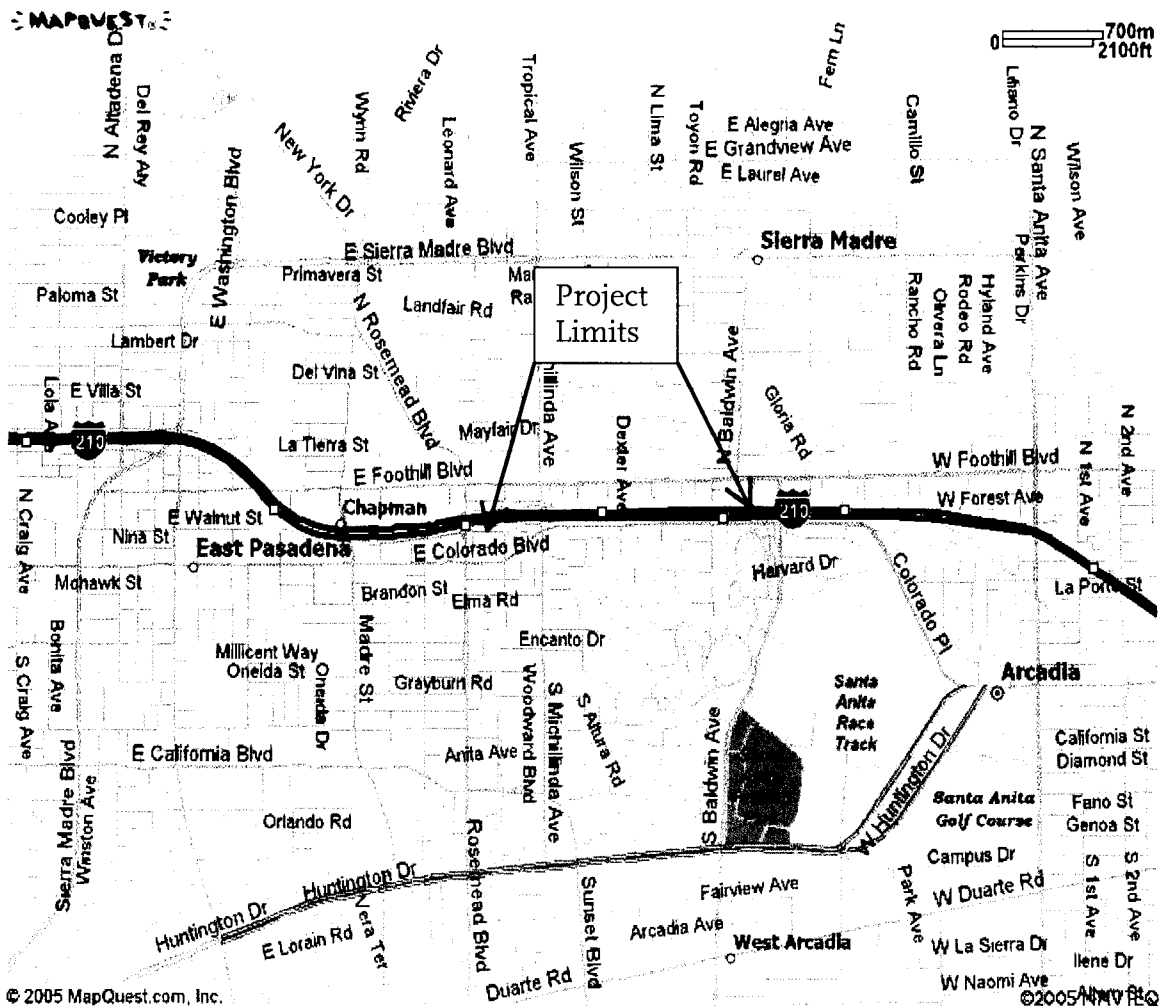 MAPQUEST
700m
0
2100ft
N Altadena D
Del Rey Aly
E Washington Blvd
New York Dr
Wynn Rd
Riviera Dr
Leonard Ave
Tropical Ave
Wilson St
N Lima St
Toyon Rd
Fern Ln
E Alegria Ave
E Grandview Ave
E Laurel Ave
Camillo St
N Santa Anita Ave
Wilson Ave
Perkins Dr
Cooley Pl
Victory
Park
E Sierra Madre Blvd
Sierra Madre
Primavera St
Paloma St
Landfair Rd
N Rosemead Blvd
Project
Limits
Rancho Rd
Olivera Ln
Rodeo Rd
Hyland Ave
Lambert Dr
Del Vina St
E Villa St
hillinda Ave
N Baldwin Ave
Gloria Rd
210
La Tierra St
Mayfair Dr
Dexter Ave
E Foothill Blvd
W Foothill Blvd
N 1st Ave
N 2nd Ave
N Craig Ave
E Walnut St
Chapman
210
W Forest Ave
Nina St
East Pasadena
E Colorado Blvd
Harvard Dr
Colorado Pl
Mohawk St
Brandon St
Elma Rd
Bonita Ave
S Craig Ave
Millicent Way
Oneida St
Oneida Dr
Madre St
Encanto Dr
Grayburn Rd
Woodward Blvd
S Michillinda Ave
S Altura Rd
Santa
Anita
Race
Track
Arcadia
E California Blvd
Anita Ave
S Baldwin Ave
W Huntington Dr
California St
Diamond St
Sierra Madre Blvd
Winston Ave
Orlando Rd
Santa Anita
Golf Course
Fano St
Genoa St
Huntington Dr
Huntington Dr
Rosemead Blvd
Sunset Blvd
Fairview Ave
Campus Dr
W Duarte Rd
Park Ave
S 1st Ave
S 2nd Ave
E Lorain Rd
Arcadia Ave
West Arcadia
W La Sierra Dr
Ilene Dr
Duarte Rd
W Naomi Ave
© 2005 MapQuest.com, Inc.